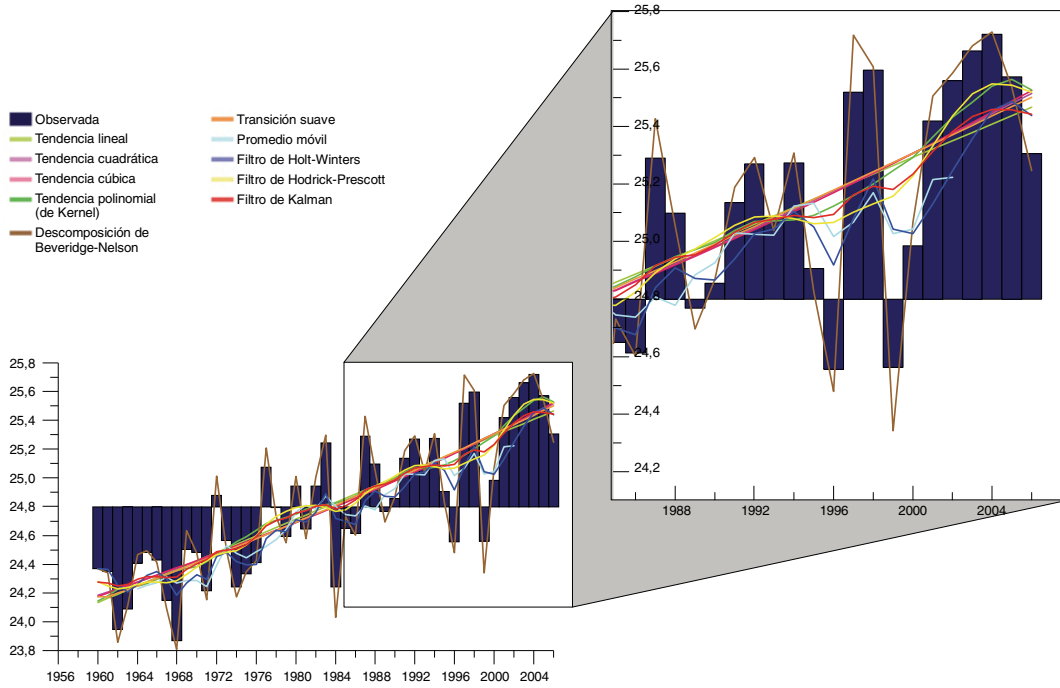 Observada
Tendencia lineal
Tendencia cuadrática
Tendencia cúbica
Tendencia polinomial
(de Kernel)
Descomposición de
Beveridge-Nelson
Transición suave
Promedio móvil
Filtro de Holt-Winters
Filtro de Hodrick-Prescott
Filtro de Kalman
25,8
25,6
25,4
25,2
25,0
24,8
24,6
24,4
24,2
1988 1992 1996 2000 2004
25,8
25,6
25,4
25,2
25,0
24,8
24,6
24,4
24,2
24,0
23,8
1956 1960 1964 1968 1972 1976 1980 1984 1988 1992 1996 2000 2004